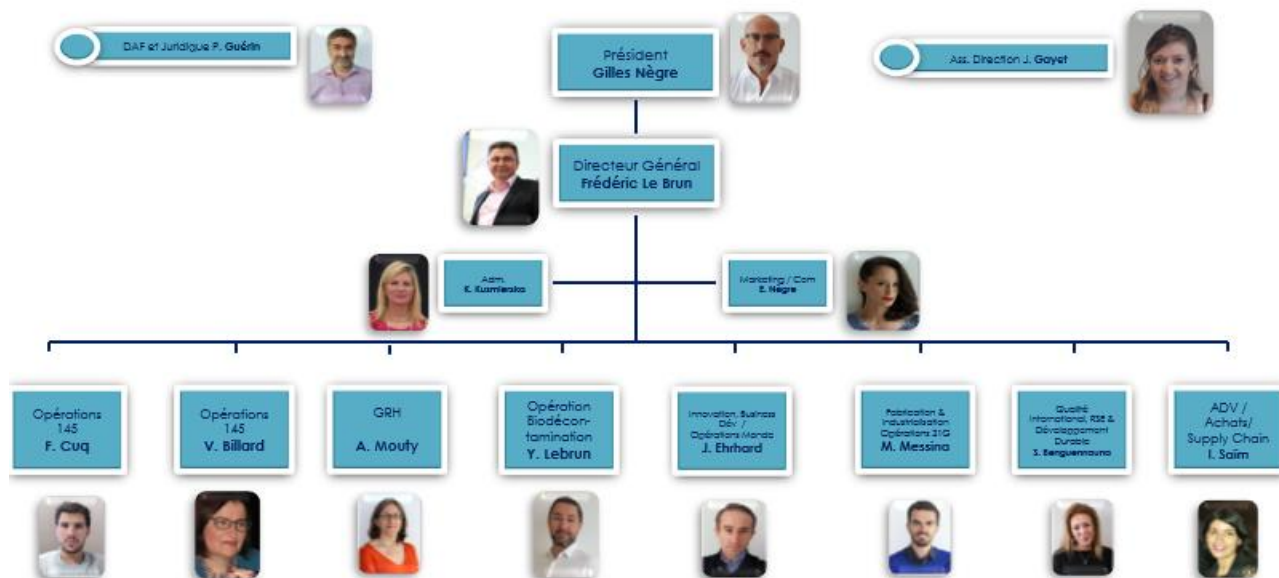 DAF et Juridique P. Guérin
Président
Gilles Nègre
Ass. Direction J. Gayet
Directeur Général
Frédéric Le Brun
Adm.
K. Kusmierska
Marketing / Com
E. Nègre
Opérations
145
F. Cuq
Opérations
145
V. Billard
GRH
A. Mouty
Opération
Biodécon-
tamination
Y. Lebrun
Innovation, Business
Dév. /
Opérations Monde
J. Ehrhard
Fabrication &
Industrialisation
Opérations 21G
M. Messina
Qualité
International, RSE &
Développement
Durable
S. Benguennouna
ADV /
Achats/
Supply Chain
I. Saïm